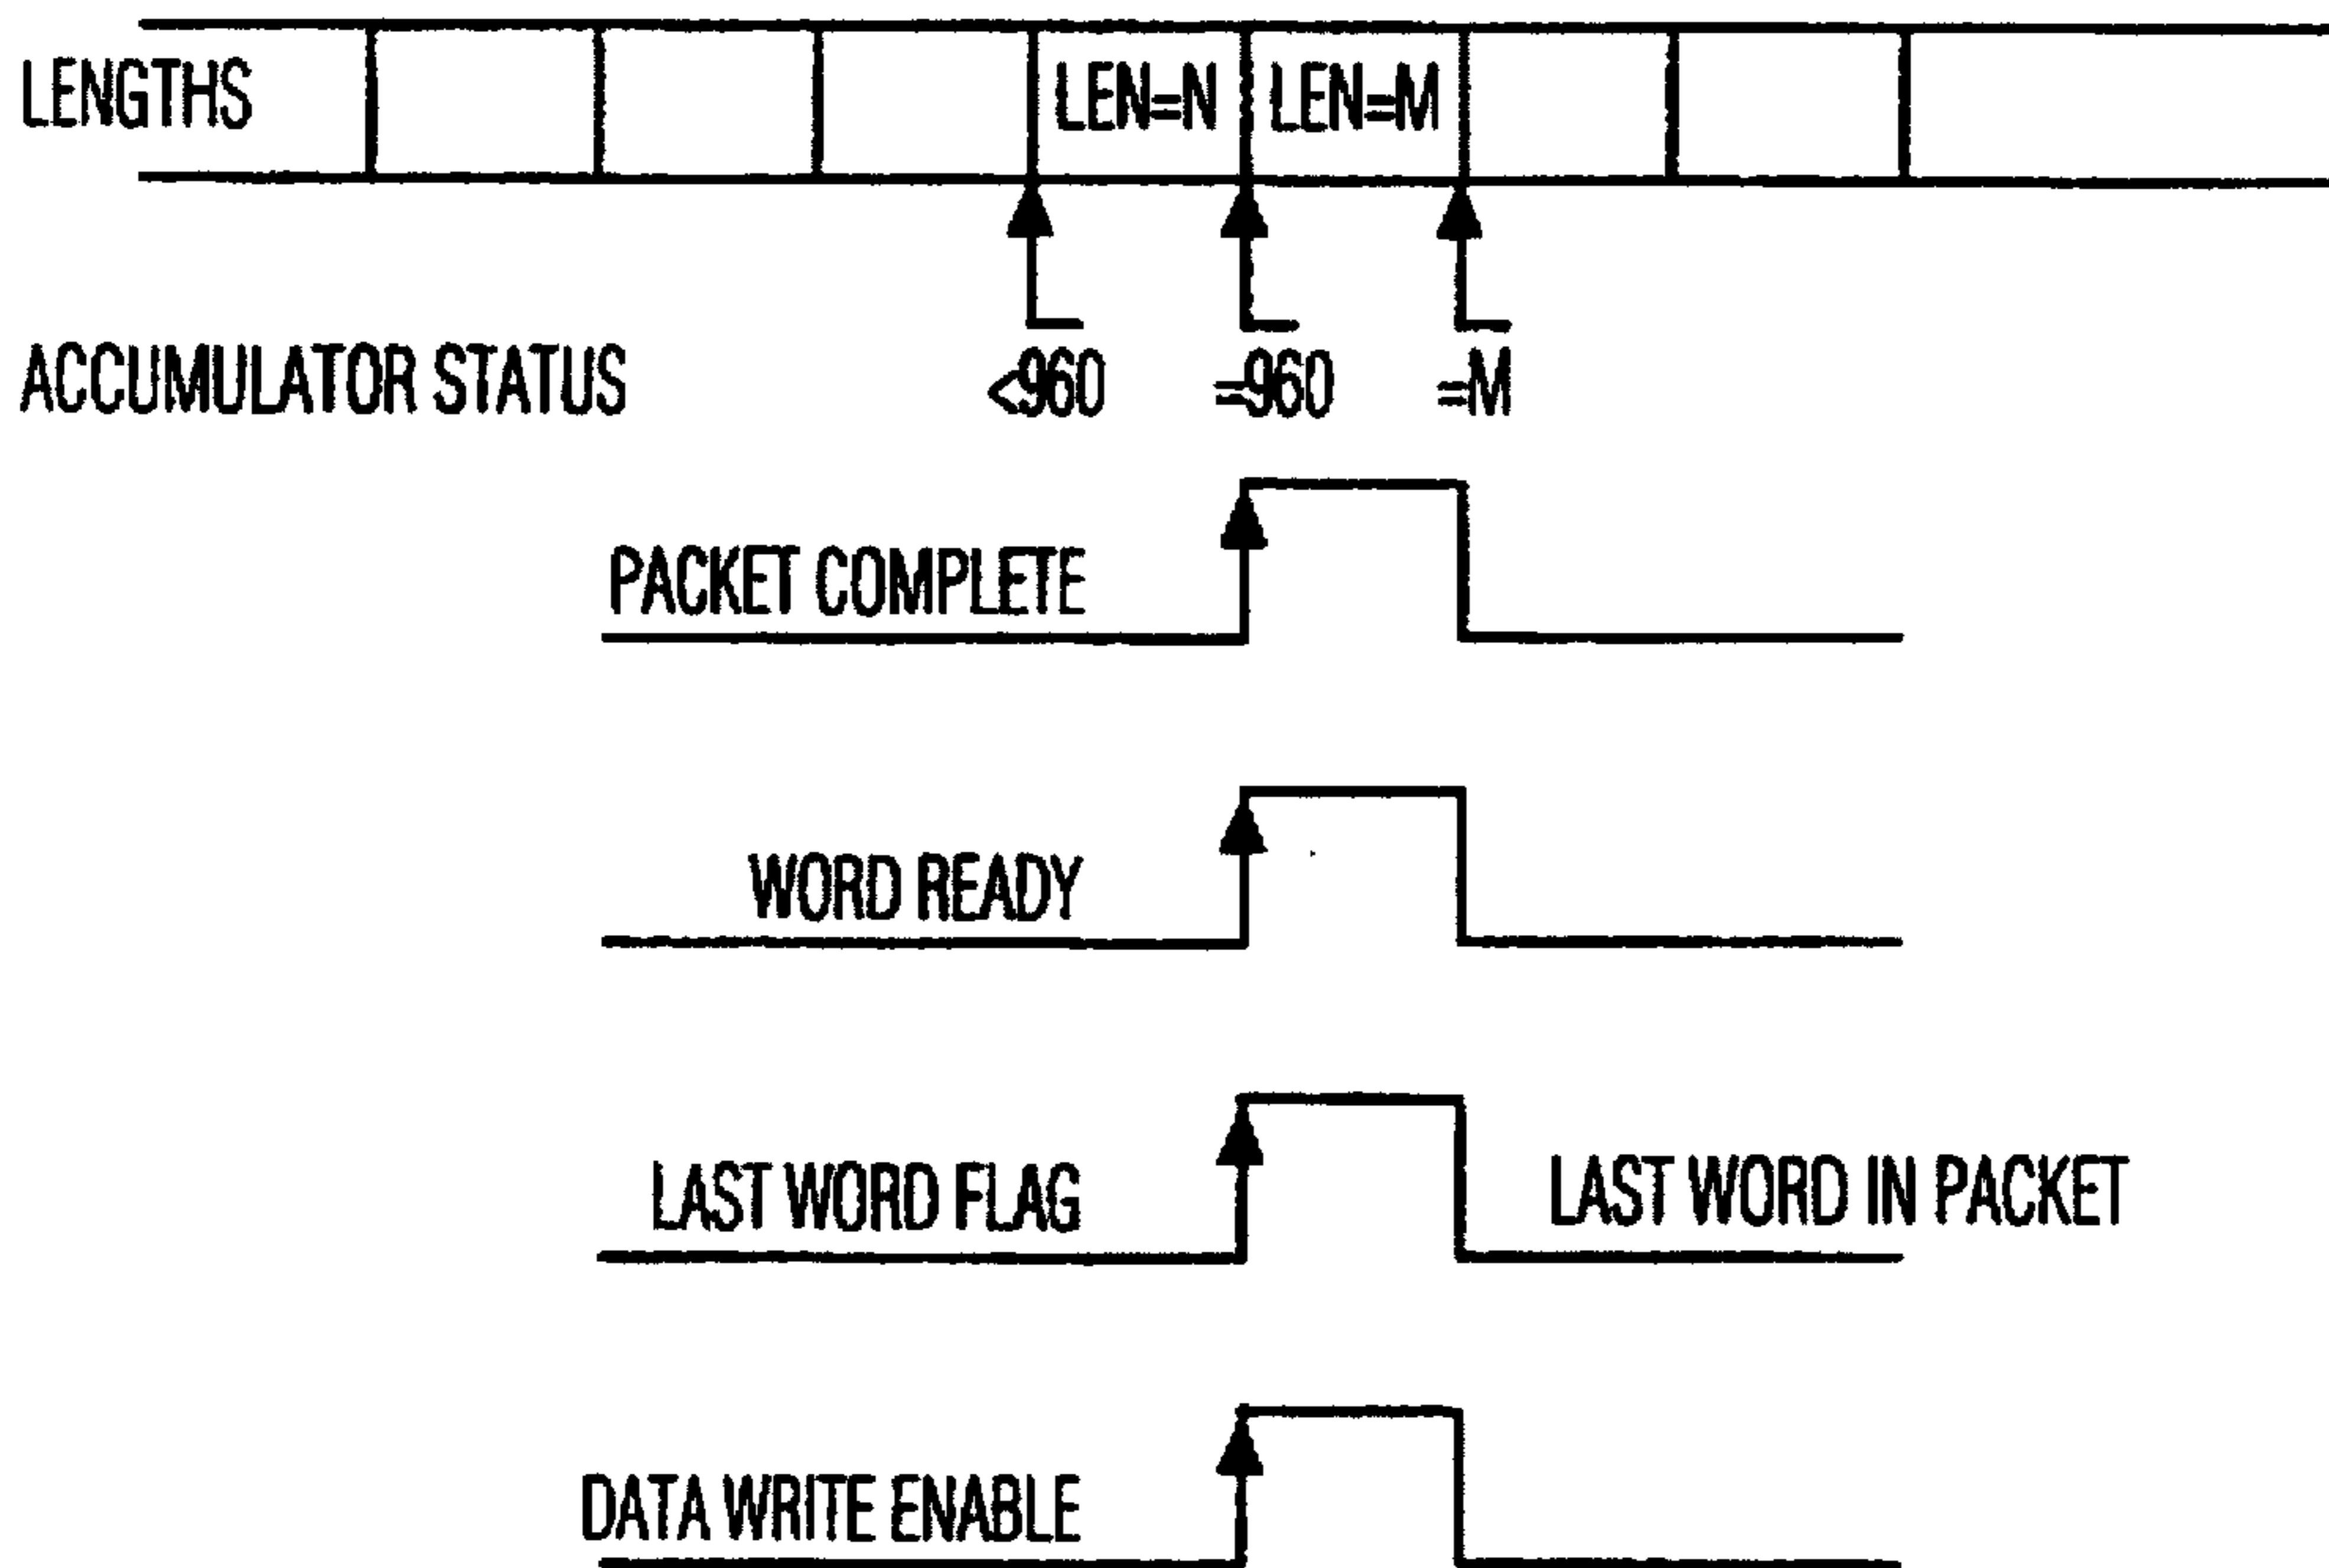 LENGTHS LEN=N LEN=M
ACCUMULATOR STATUS <960 =960 =M
PACKET COMPLETE
WORD READY
LAST WORD FLAG LAST WORD IN PACKET
DATA WRITE ENABLE